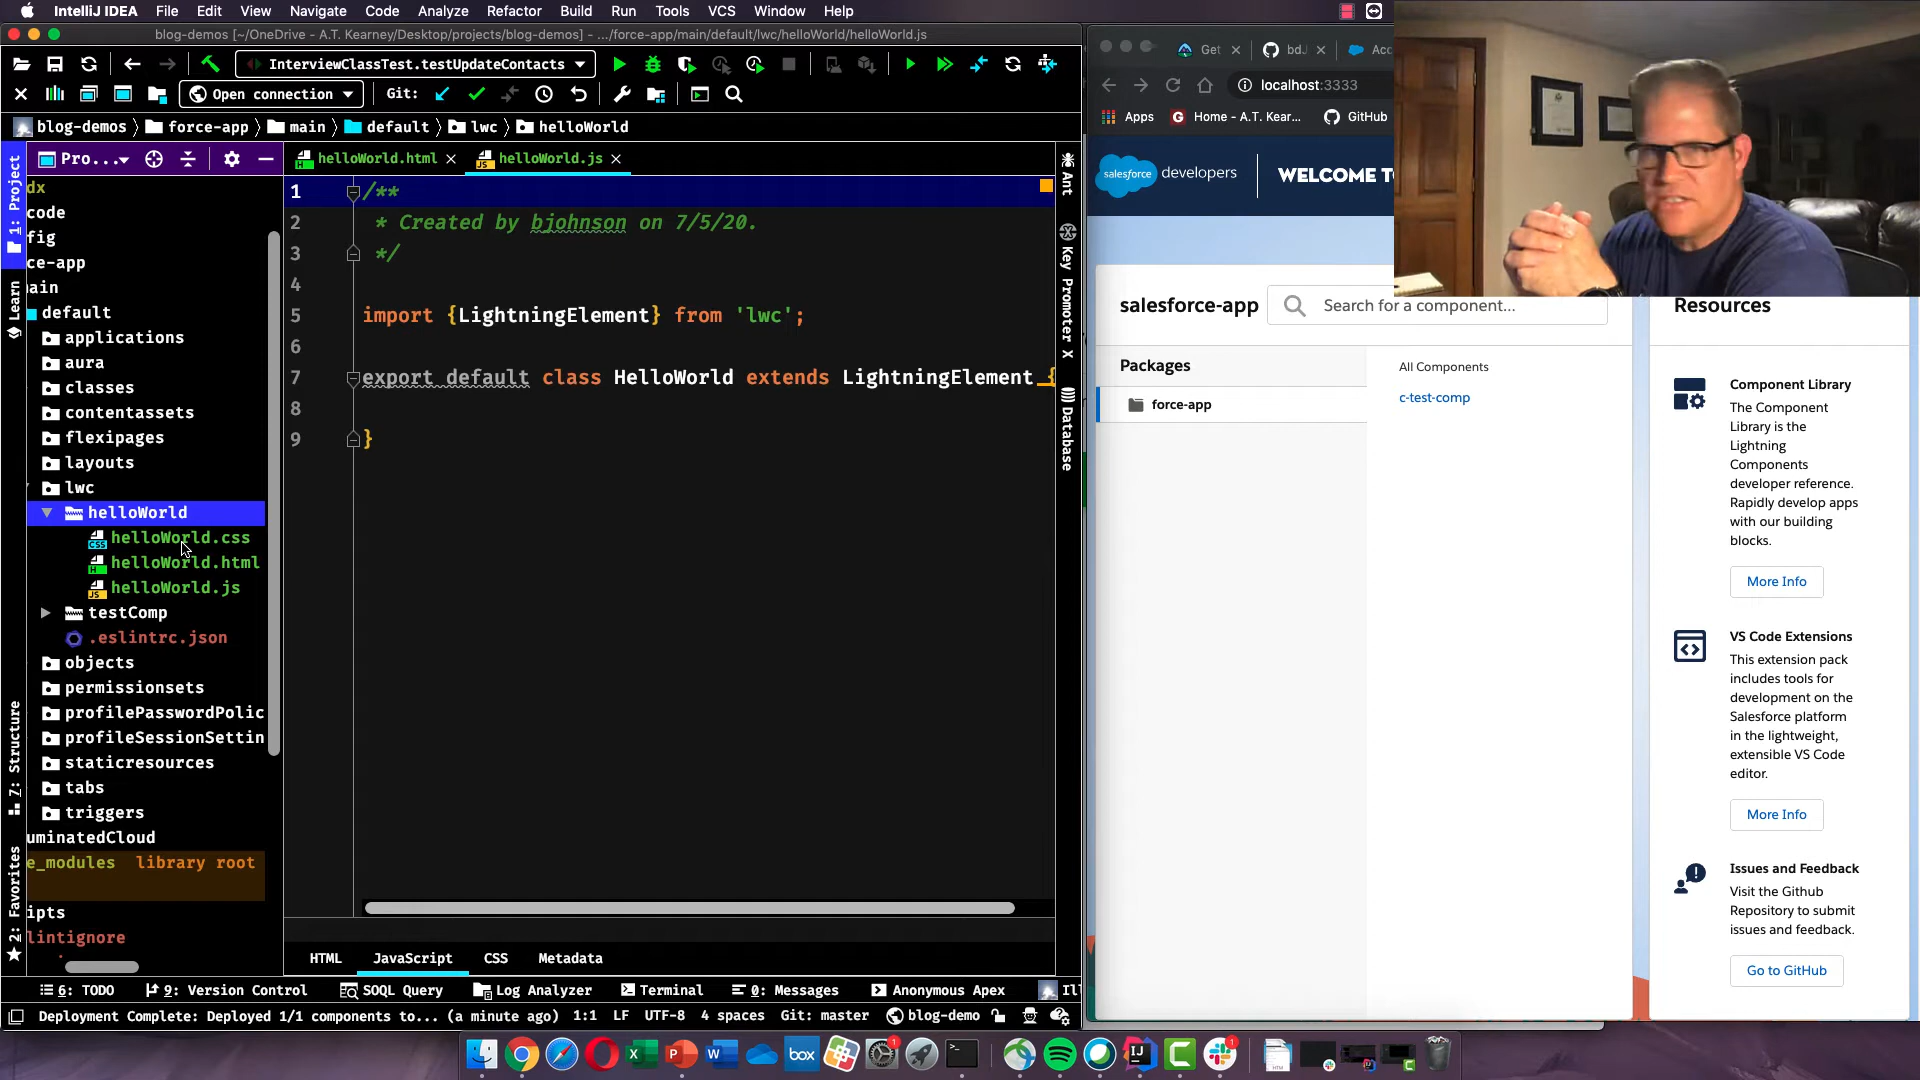 IntelliJ IDEA File Edit View Navigate Code Analyze Refactor Build Run Tools VCS Window Help
blog-demos [~/OneDrive - A.T. Kearney/Desktop/projects/blog-demos] - .../force-app/main/default/lwc/helloWorld/helloWorld.js
InterviewClassTest.testUpdateContacts
Open connection Git:
blog-demos force-app main default lwc helloWorld
Pro... helloWorld.html helloWorld.js
1: Project
Learn
7: Structure
2: Favorites
dx
code
fig
ce-app
ain
default
applications
aura
classes
contentassets
flexipages
layouts
lwc
helloWorld
helloWorld.css
helloWorld.html
helloWorld.js
testComp
.eslintrc.json
objects
permissionsets
profilePasswordPolic
profileSessionSettin
staticresources
tabs
triggers
uminatedCloud
e_modules library root
ipts
lintignore
1 /**
2 * Created by bjohnson on 7/5/20.
3 */
4
5 import {LightningElement} from 'lwc';
6
7 export default class HelloWorld extends LightningElement {
8
9 }
Ant
Key Promoter X
Database
HTML JavaScript CSS Metadata
6: TODO 9: Version Control SOQL Query Log Analyzer Terminal 0: Messages Anonymous Apex Ill
Deployment Complete: Deployed 1/1 components to... (a minute ago) 1:1 LF UTF-8 4 spaces Git: master blog-demo
Get bdJ Acc
localhost:3333
Apps Home - A.T. Kear... GitHub
salesforce developers WELCOME T
salesforce-app Search for a component...
Packages
force-app
All Components
c-test-comp
Resources
Component Library
The Component
Library is the
Lightning
Components
developer reference.
Rapidly develop apps
with our building
blocks.
More Info
VS Code Extensions
This extension pack
includes tools for
development on the
Salesforce platform
in the lightweight,
extensible VS Code
editor.
More Info
Issues and Feedback
Visit the Github
Repository to submit
issues and feedback.
Go to GitHub
box